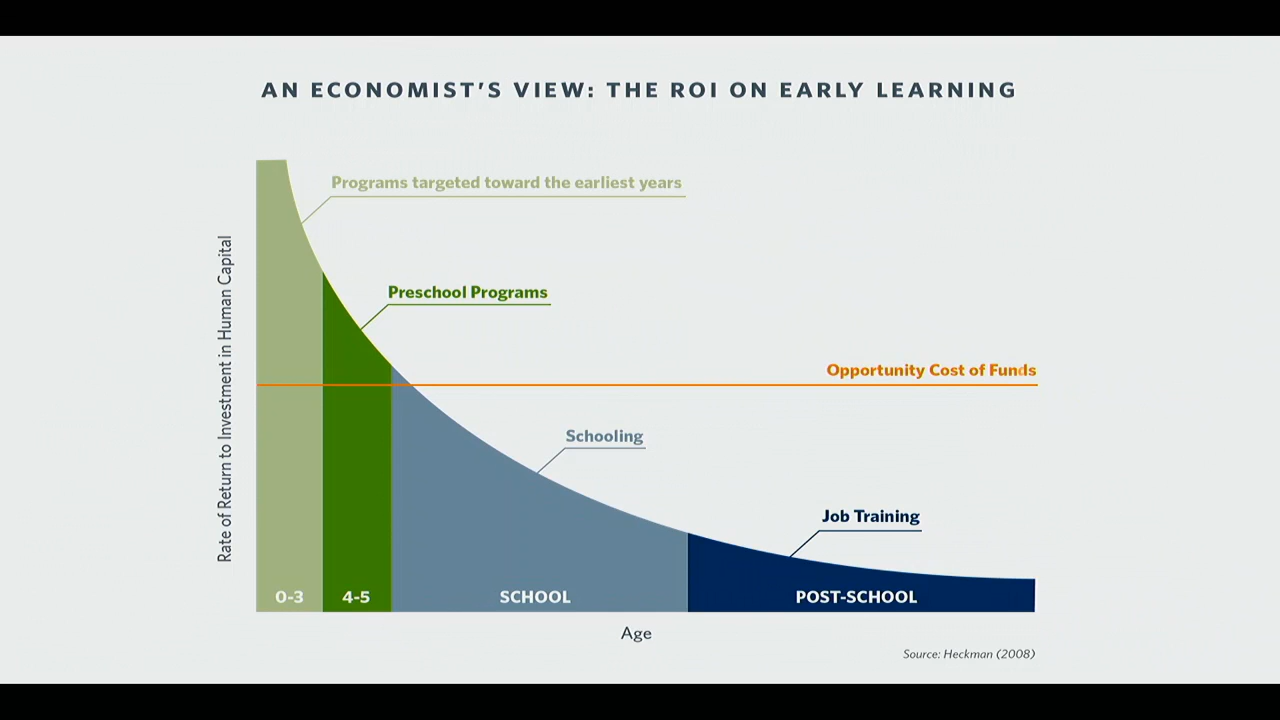 AN ECONOMIST'S VIEW: THE ROI ON EARLY LEARNING
Programs targeted toward the earliest years
Preschool Programs
Opportunity Cost of Funds
Schooling
Job Training
Rate of Return to Investment in Human Capital
0-3
4-5
SCHOOL
POST-SCHOOL
Age
Source: Heckman (2008)